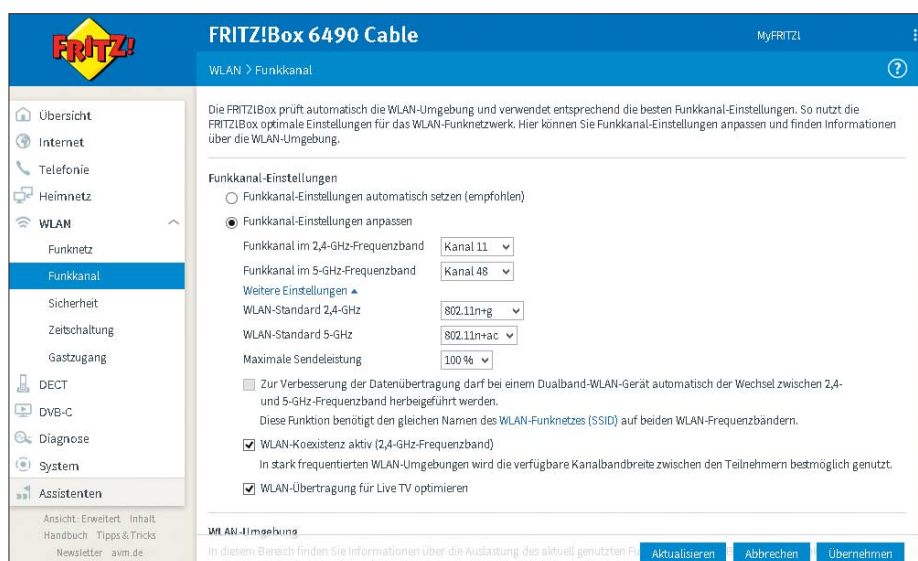 FRITZ!
FRITZ!Box 6490 Cable
MyFRITZ!
WLAN > Funkkanal
?
Übersicht
Internet
Telefonie
Heimnetz
WLAN
Funknetz
Funkkanal
Sicherheit
Zeitschaltung
Gastzugang
DECT
DVB-C
Diagnose
System
Assistenten
Ansicht: Erweitert Inhalt
Handbuch Tipps & Tricks
Newsletter avm.de
Die FRITZ!Box prüft automatisch die WLAN-Umgebung und verwendet entsprechend die besten Funkkanal-Einstellungen. So nutzt die
FRITZ!Box optimale Einstellungen für das WLAN-Funknetzwerk. Hier können Sie Funkkanal-Einstellungen anpassen und finden Informationen
über die WLAN-Umgebung.
Funkkanal-Einstellungen
Funkkanal-Einstellungen automatisch setzen (empfohlen)
Funkkanal-Einstellungen anpassen
Funkkanal im 2,4-GHz-Frequenzband Kanal 11
Funkkanal im 5-GHz-Frequenzband Kanal 48
Weitere Einstellungen
WLAN-Standard 2,4-GHz 802.11n+g
WLAN-Standard 5-GHz 802.11n+ac
Maximale Sendeleistung 100 %
Zur Verbesserung der Datenübertragung darf bei einem Dualband-WLAN-Gerät automatisch der Wechsel zwischen 2,4-
und 5-GHz-Frequenzband herbeigeführt werden.
Diese Funktion benötigt den gleichen Namen des WLAN-Funknetzes (SSID) auf beiden WLAN-Frequenzbändern.
WLAN-Koexistenz aktiv (2,4-GHz-Frequenzband)
In stark frequentierten WLAN-Umgebungen wird die verfügbare Kanalbandbreite zwischen den Teilnehmern bestmöglich genutzt.
WLAN-Übertragung für Live TV optimieren
WLAN-Umgebung
In diesem Bereich finden Sie Informationen über die Auslastung des aktuell genutzten
Aktualisieren Abbrechen Übernehmen